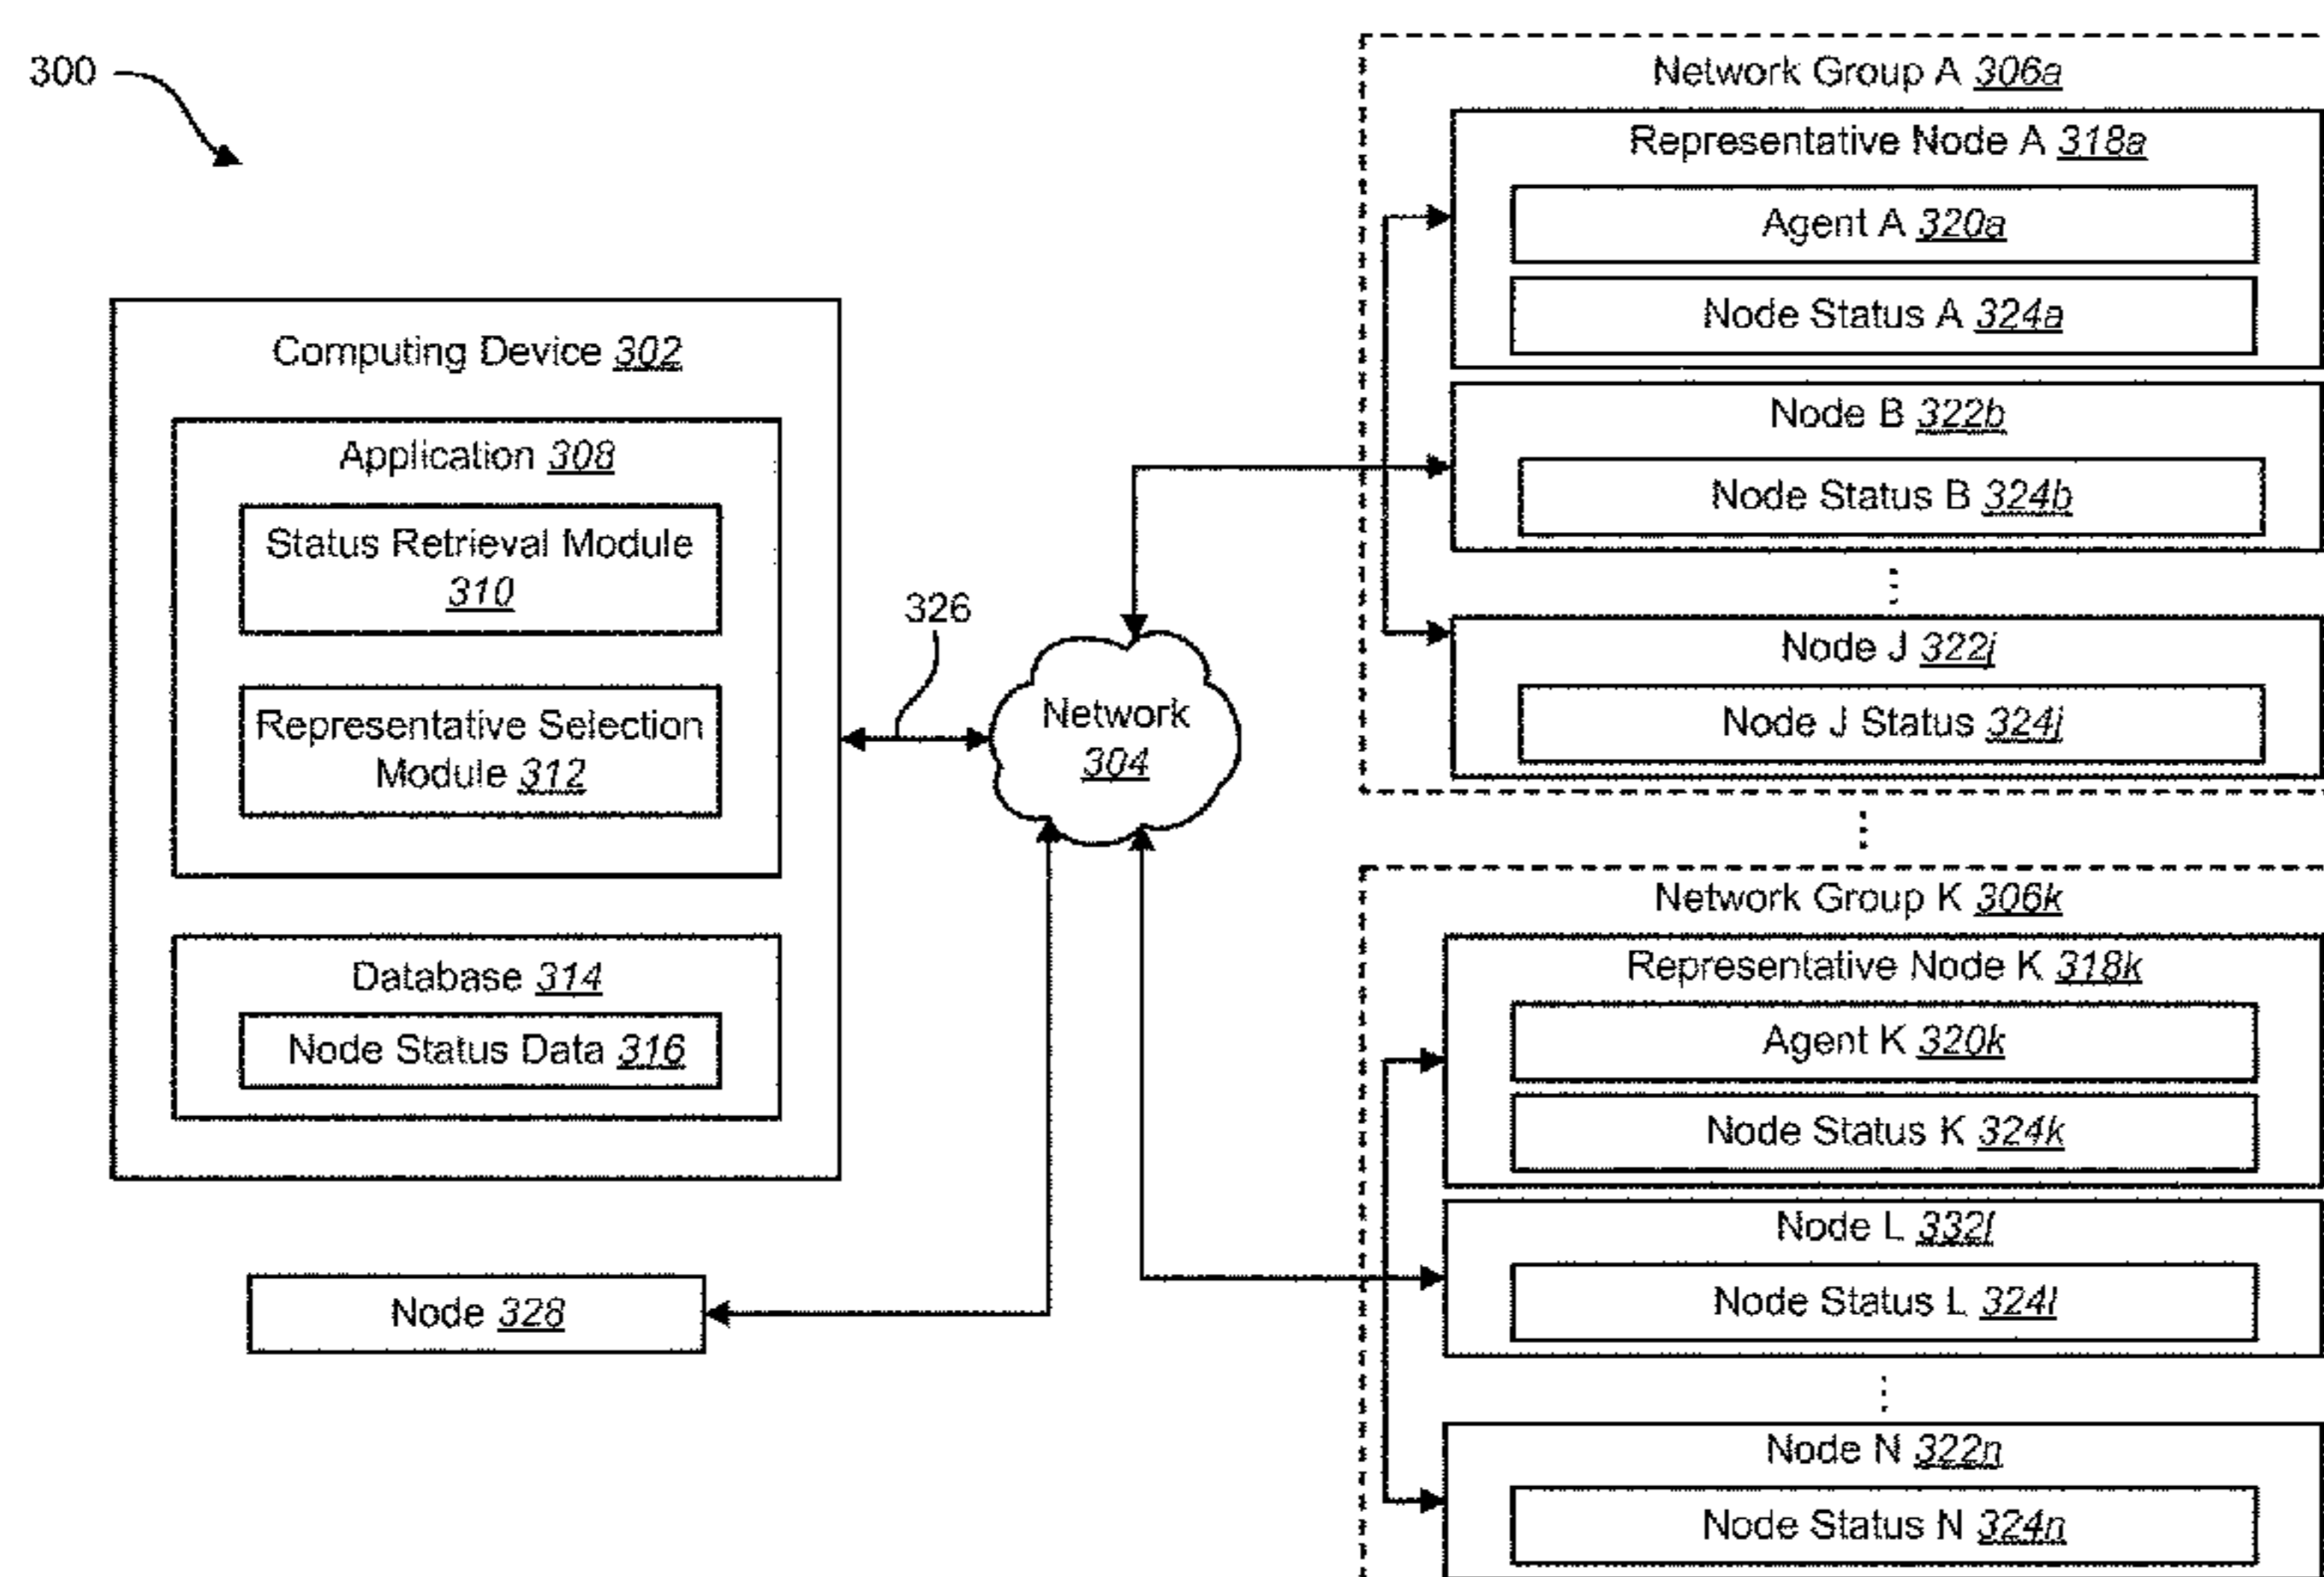 300
Computing Device 302
Application 308
Status Retrieval Module
310
Representative Selection
Module 312
Database 314
Node Status Data 316
Node 328
326
Network
304
Network Group A 306a
Representative Node A 318a
Agent A 320a
Node Status A 324a
Node B 322b
Node Status B 324b
Node J 322j
Node J Status 324j
Network Group K 306k
Representative Node K 318k
Agent K 320k
Node Status K 324k
Node L 332l
Node Status L 324l
Node N 322n
Node Status N 324n